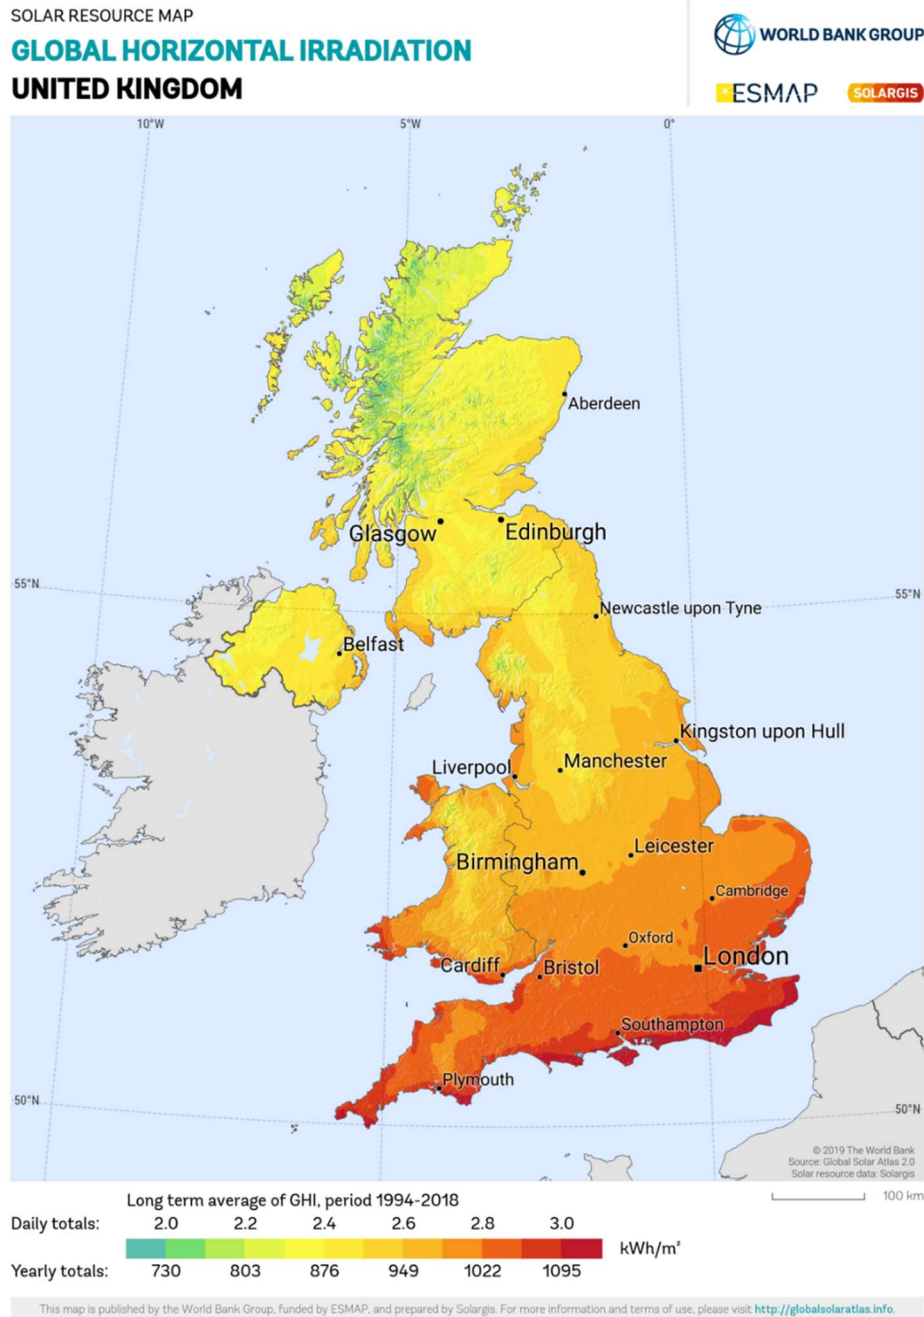 SOLAR RESOURCE MAP
GLOBAL HORIZONTAL IRRADIATION
UNITED KINGDOM
WORLD BANK GROUP
ESMAP
SOLARGIS
10°W
5°W
0°
Aberdeen
Glasgow
Edinburgh
55°N
55°N
Newcastle upon Tyne
Belfast
Kingston upon Hull
Liverpool
Manchester
Leicester
Birmingham
Cambridge
Oxford
London
Cardiff
Bristol
Southampton
Plymouth
50°N
50°N
© 2019 The World Bank
Source: Global Solar Atlas 2.0
Solar resource data: Solargis
100 km
Long term average of GHI, period 1994-2018
Daily totals: 2.0 2.2 2.4 2.6 2.8 3.0
kWh/m²
Yearly totals: 730 803 876 949 1022 1095
This map is published by the World Bank Group, funded by ESMAP, and prepared by Solargis. For more information and terms of use, please visit http://globalsolaratlas.info.